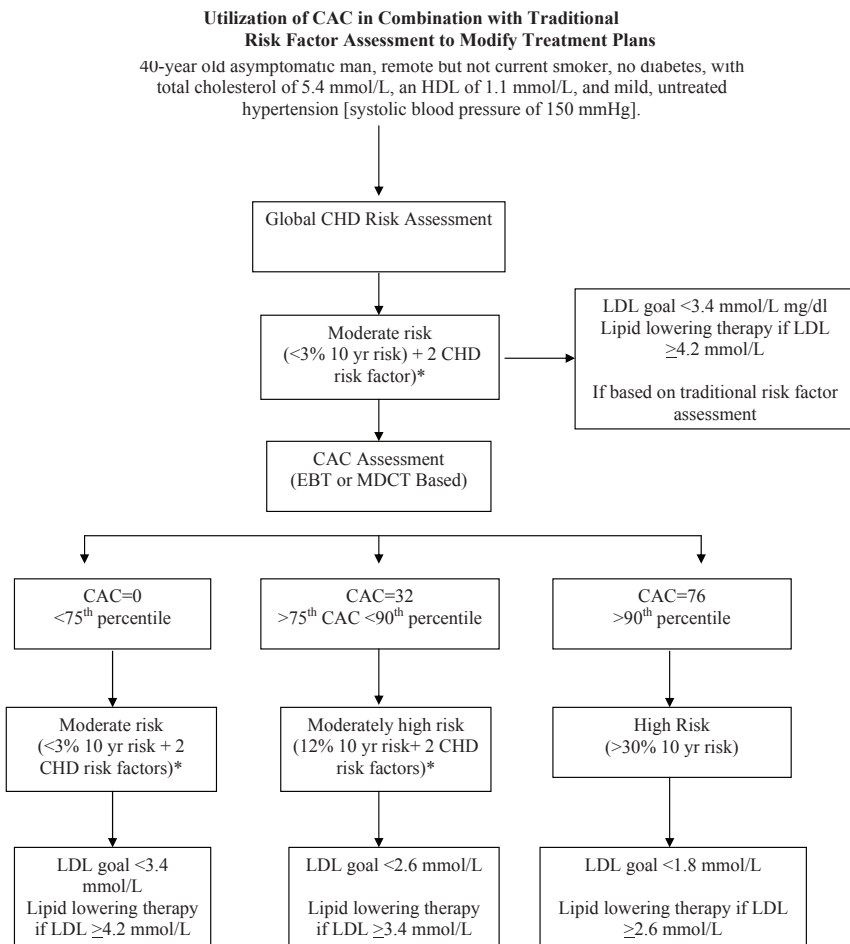 Utilization of CAC in Combination with Traditional
Risk Factor Assessment to Modify Treatment Plans
40-year old asymptomatic man, remote but not current smoker, no diabetes, with
total cholesterol of 5.4 mmol/L, an HDL of 1.1 mmol/L, and mild, untreated
hypertension [systolic blood pressure of 150 mmHg].
Global CHD Risk Assessment
Moderate risk
(<3% 10 yr risk) + 2 CHD
risk factor)*
LDL goal <3.4 mmol/L mg/dl
Lipid lowering therapy if LDL
≥4.2 mmol/L
If based on traditional risk factor
assessment
CAC Assessment
(EBT or MDCT Based)
CAC=0
<75th percentile
CAC=32
>75th CAC <90th percentile
CAC=76
>90th percentile
Moderate risk
(<3% 10 yr risk + 2
CHD risk factors)*
Moderately high risk
(12% 10 yr risk+ 2 CHD
risk factors)*
High Risk
(>30% 10 yr risk)
LDL goal <3.4
mmol/L
Lipid lowering therapy
if LDL ≥4.2 mmol/L
LDL goal <2.6 mmol/L
Lipid lowering therapy
if LDL ≥3.4 mmol/L
LDL goal <1.8 mmol/L
Lipid lowering therapy if LDL
≥2.6 mmol/L